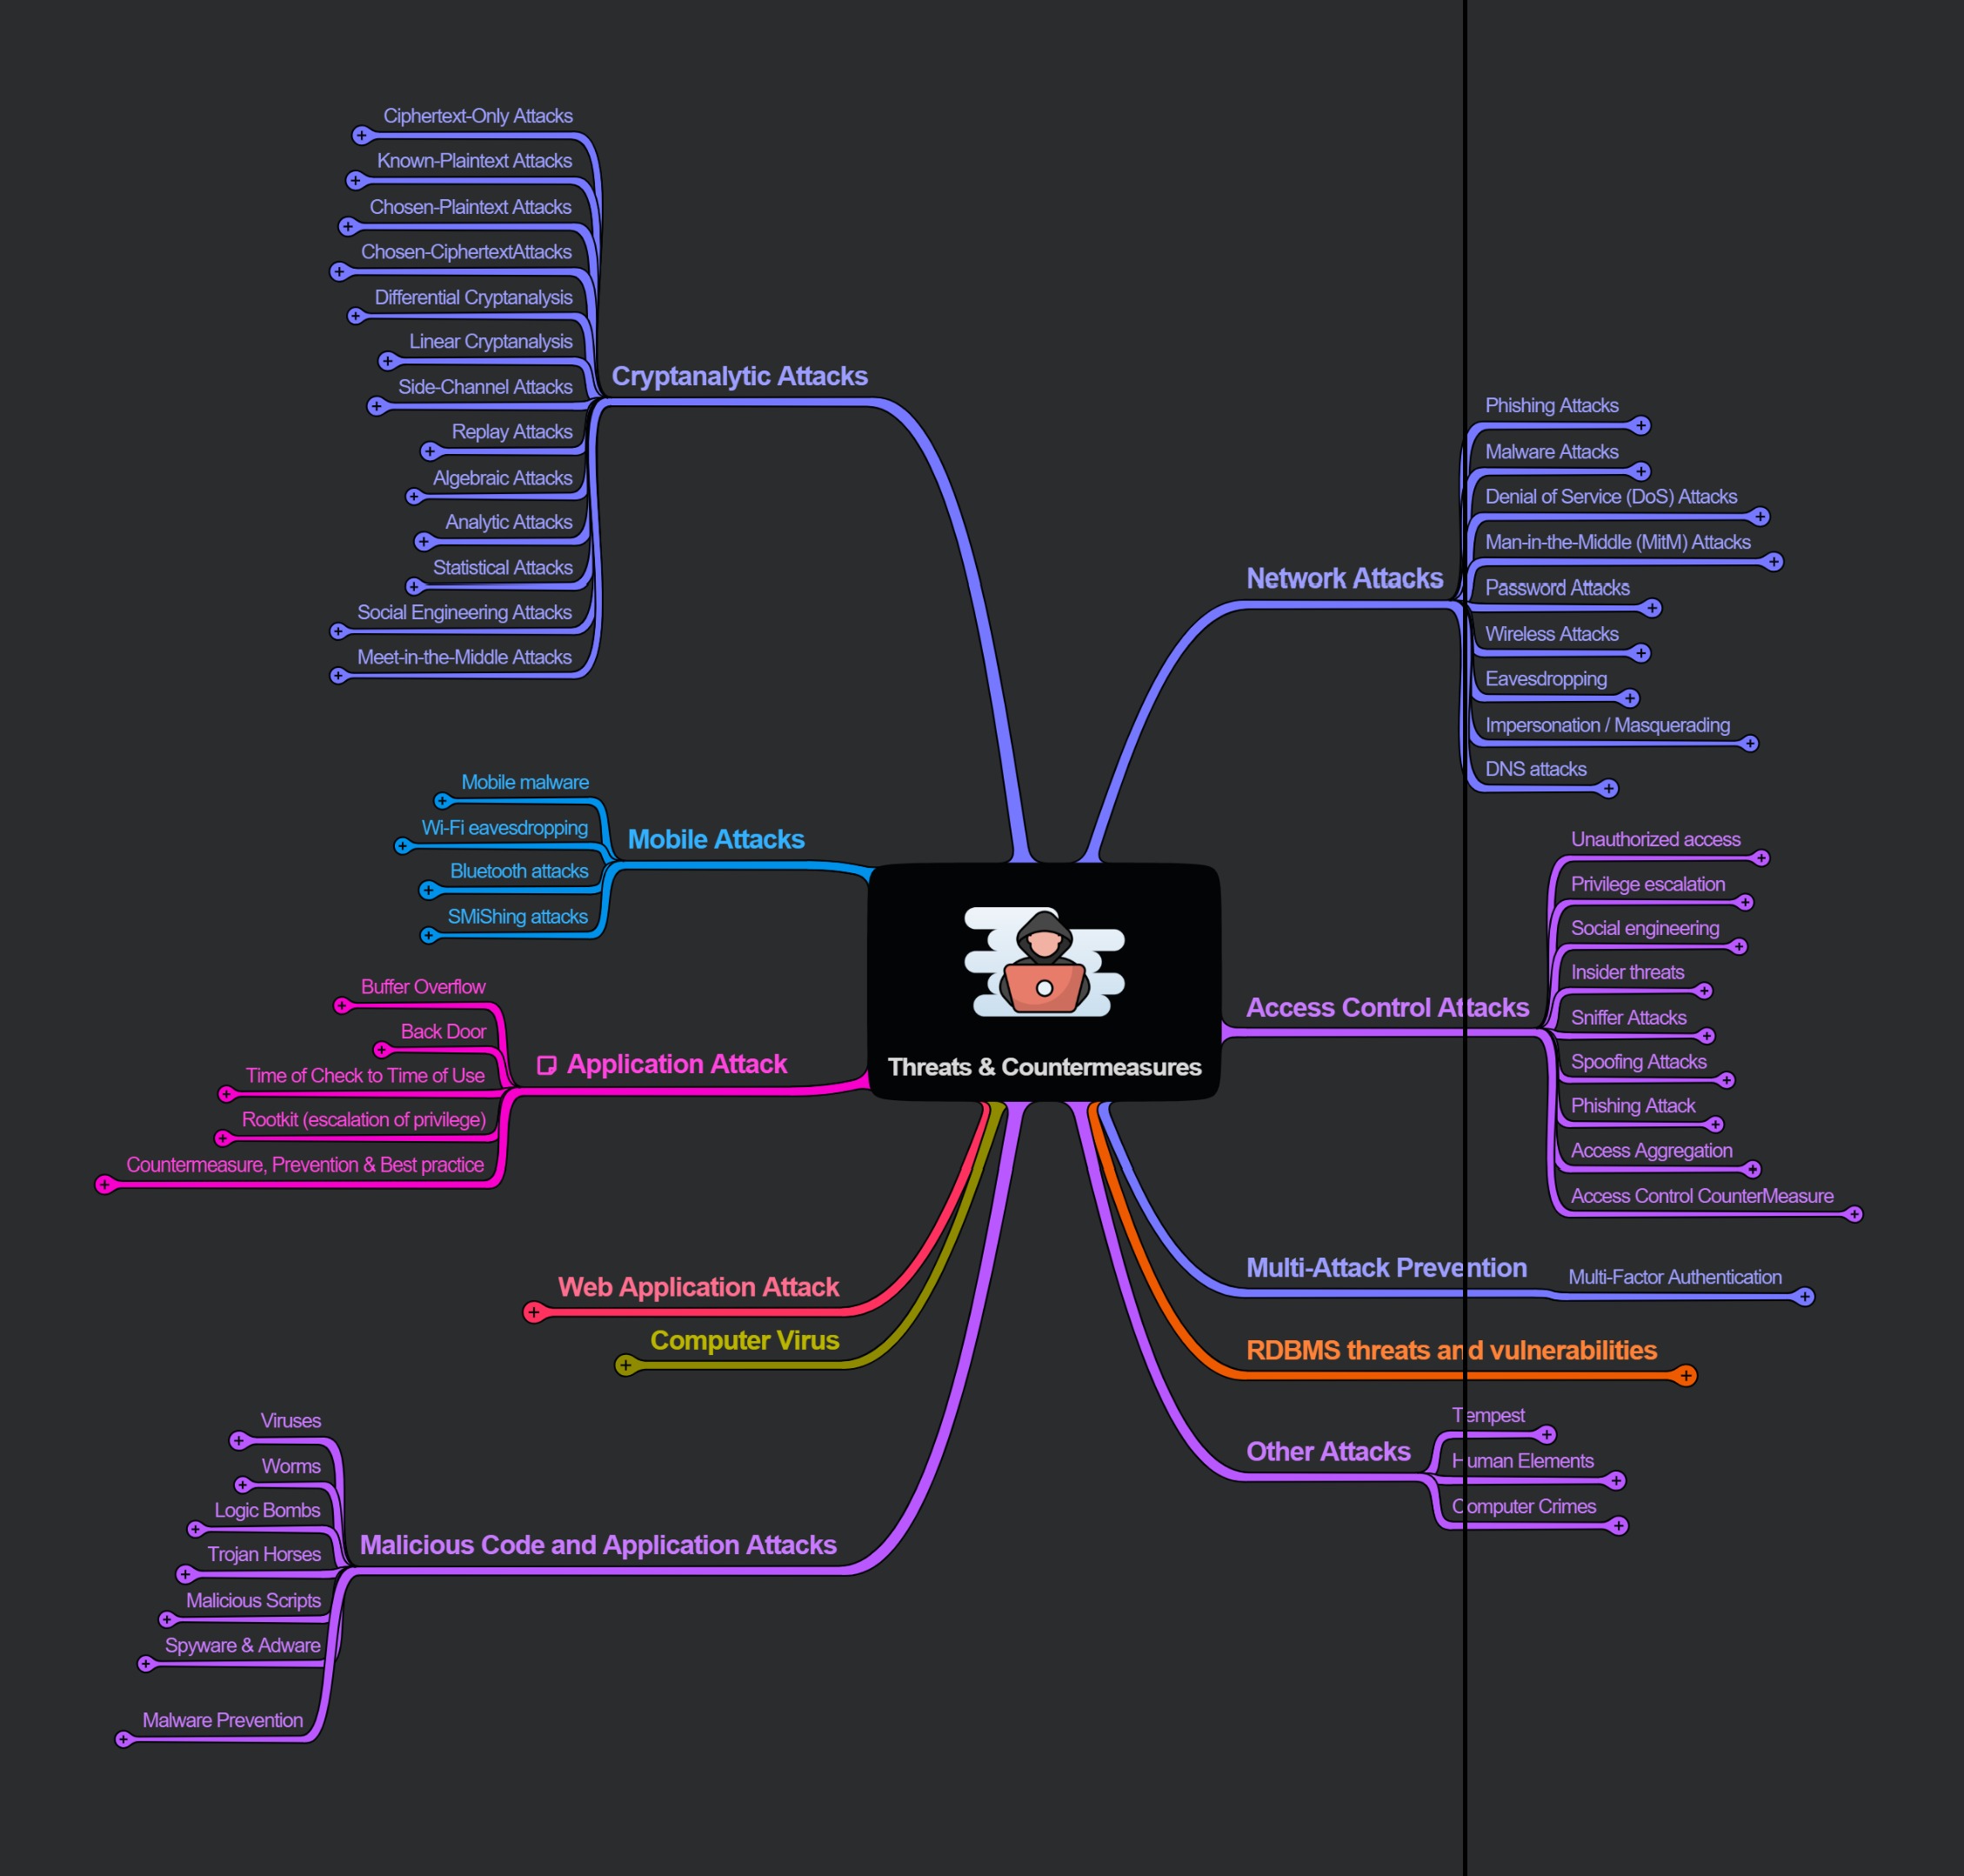 Ciphertext-Only Attacks
Known-Plaintext Attacks
Chosen-Plaintext Attacks
Chosen-CiphertextAttacks
Differential Cryptanalysis
Linear Cryptanalysis
Side-Channel Attacks
Replay Attacks
Algebraic Attacks
Analytic Attacks
Statistical Attacks
Social Engineering Attacks
Meet-in-the-Middle Attacks
Cryptanalytic Attacks
Mobile malware
Wi-Fi eavesdropping
Bluetooth attacks
SMiShing attacks
Mobile Attacks
Buffer Overflow
Back Door
Time of Check to Time of Use
Rootkit (escalation of privilege)
Countermeasure, Prevention & Best practice
Application Attack
Web Application Attack
Computer Virus
Viruses
Worms
Logic Bombs
Trojan Horses
Malicious Scripts
Spyware & Adware
Malware Prevention
Malicious Code and Application Attacks
Threats & Countermeasures
Network Attacks
Phishing Attacks
Malware Attacks
Denial of Service (DoS) Attacks
Man-in-the-Middle (MitM) Attacks
Password Attacks
Wireless Attacks
Eavesdropping
Impersonation / Masquerading
DNS attacks
Access Control Attacks
Unauthorized access
Privilege escalation
Social engineering
Insider threats
Sniffer Attacks
Spoofing Attacks
Phishing Attack
Access Aggregation
Access Control CounterMeasure
Multi-Attack Prevention
Multi-Factor Authentication
RDBMS threats and vulnerabilities
Other Attacks
Tempest
Human Elements
Computer Crimes